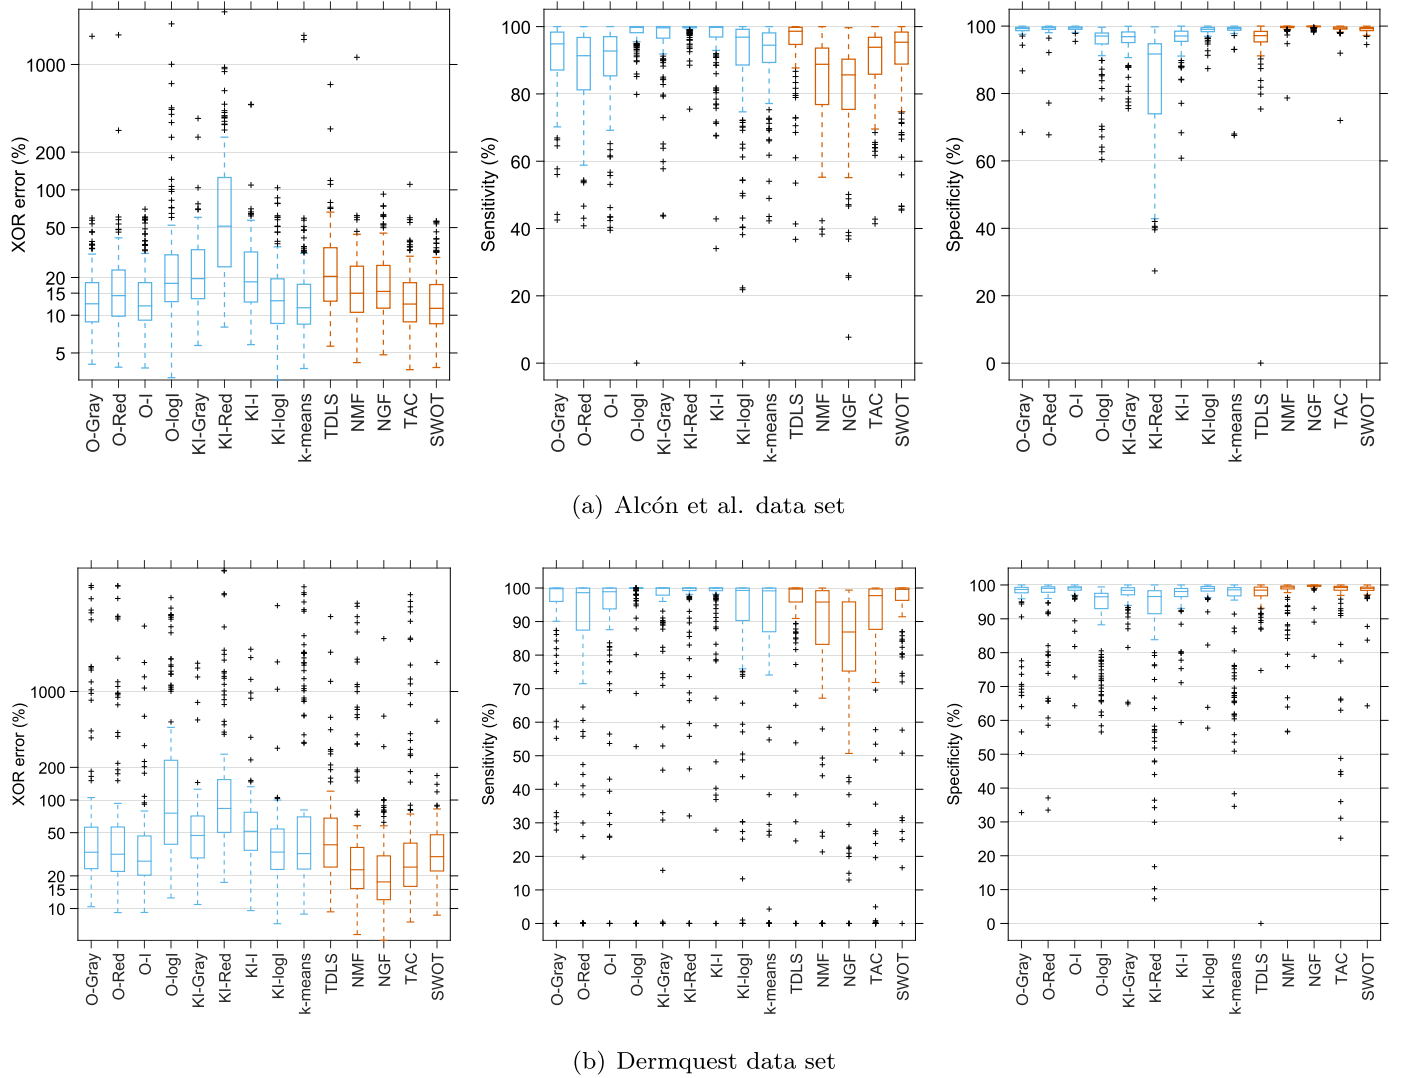 XOR error (%)
1000
200
100
50
20
15
10
5
O-Gray
O-Red
O-I
O-logI
KI-Gray
KI-Red
KI-I
KI-logI
k-means
TDLS
NMF
NGF
TAC
SWOT
Sensitivity (%)
100
80
60
40
20
0
O-Gray
O-Red
O-I
O-logI
KI-Gray
KI-Red
KI-I
KI-logI
k-means
TDLS
NMF
NGF
TAC
SWOT
Specificity (%)
100
80
60
40
20
0
O-Gray
O-Red
O-I
O-logI
KI-Gray
KI-Red
KI-I
KI-logI
k-means
TDLS
NMF
NGF
TAC
SWOT
(a) Alcón et al. data set
XOR error (%)
1000
200
100
50
20
15
10
O-Gray
O-Red
O-I
O-logI
KI-Gray
KI-Red
KI-I
KI-logI
k-means
TDLS
NMF
NGF
TAC
SWOT
Sensitivity (%)
100
90
80
70
60
50
40
30
20
10
0
O-Gray
O-Red
O-I
O-logI
KI-Gray
KI-Red
KI-I
KI-logI
k-means
TDLS
NMF
NGF
TAC
SWOT
Specificity (%)
100
90
80
70
60
50
40
30
20
10
0
O-Gray
O-Red
O-I
O-logI
KI-Gray
KI-Red
KI-I
KI-logI
k-means
TDLS
NMF
NGF
TAC
SWOT
(b) Dermquest data set